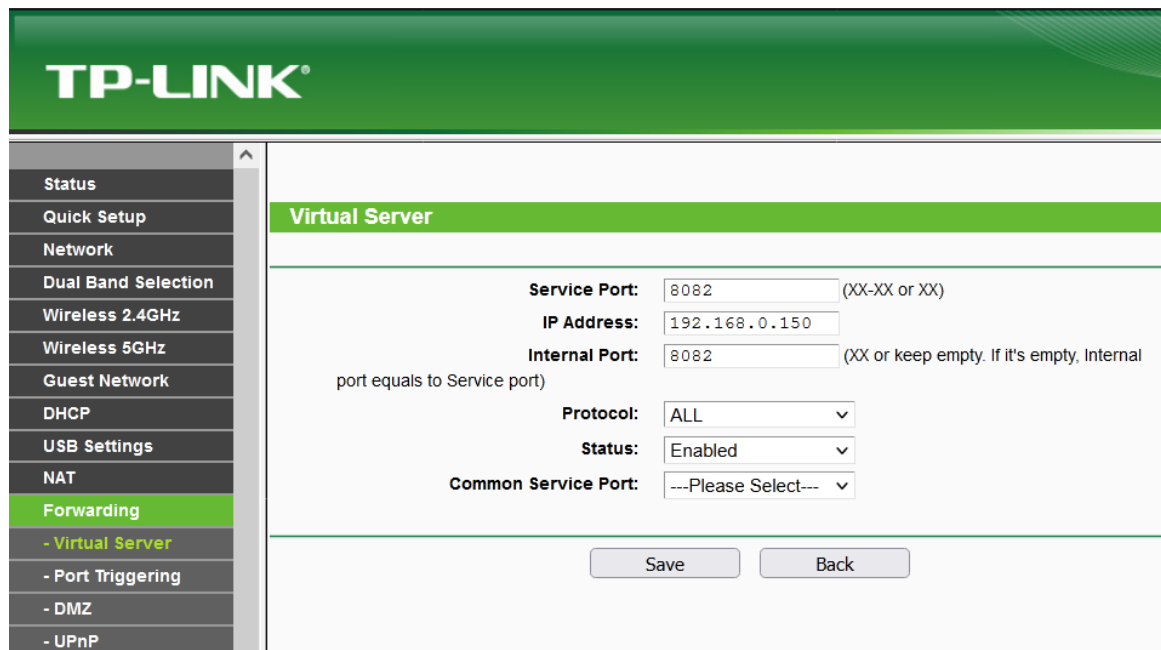 TP-LINK®
Status
Quick Setup
Network
Dual Band Selection
Wireless 2.4GHz
Wireless 5GHz
Guest Network
DHCP
USB Settings
NAT
Forwarding
- Virtual Server
- Port Triggering
- DMZ
- UPnP
Virtual Server
Service Port: 8082 (XX-XX or XX)
IP Address: 192.168.0.150
Internal Port: 8082 (XX or keep empty. If it's empty, Internal
port equals to Service port)
Protocol: ALL
Status: Enabled
Common Service Port: ---Please Select---
Save Back